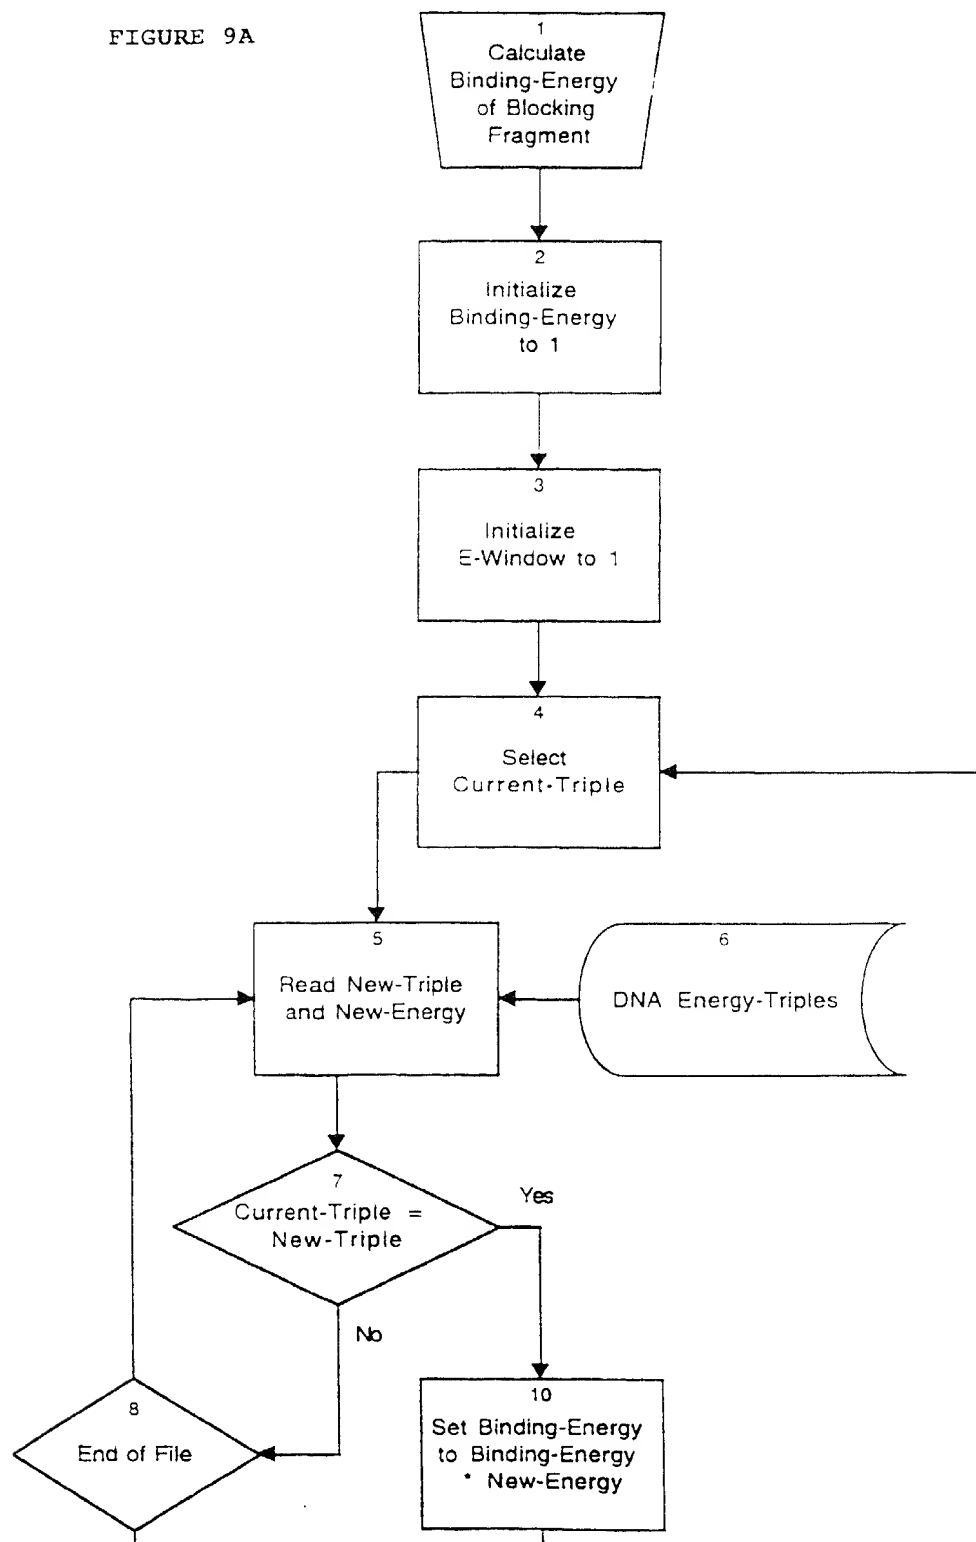 FIGURE 9A
1
Calculate
Binding-Energy
of Blocking
Fragment
2
Initialize
Binding-Energy
to 1
3
Initialize
E-Window to 1
4
Select
Current-Triple
5
Read New-Triple
and New-Energy
6
DNA Energy-Triples
7
Current-Triple =
New-Triple
Yes
No
8
End of File
10
Set Binding-Energy
to Binding-Energy
* New-Energy